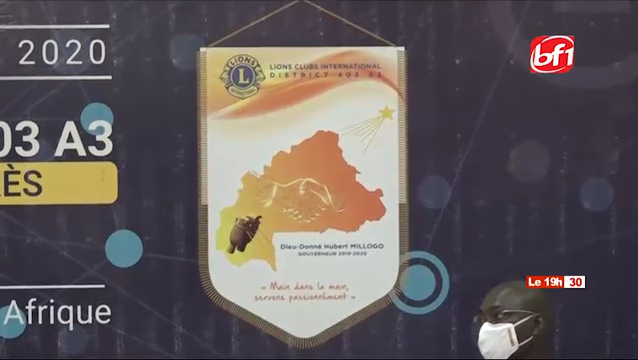 2020
03 A3
ÈS
Afrique
LIONS
L
LIONS CLUBS INTERNATIONAL
DISTRICT 403 A3
Dieu-Donné Hubert MILLOGO
GOUVERNEUR 2019-2020
« Main dans la main,
servons passionnément »
bf1
Le 19h 30